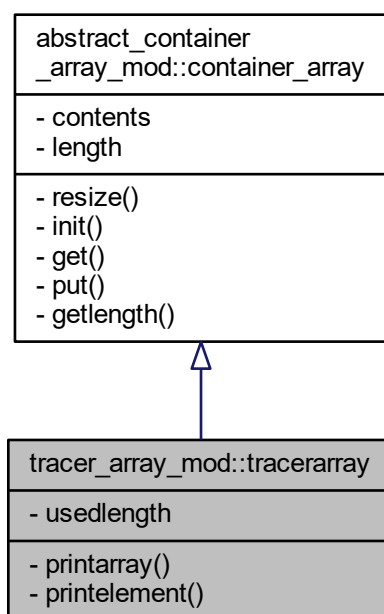 abstract_container
_array_mod::container_array
- contents
- length
- resize()
- init()
- get()
- put()
- getlength()
tracer_array_mod::tracerarray
- usedlength
- printarray()
- printelement()